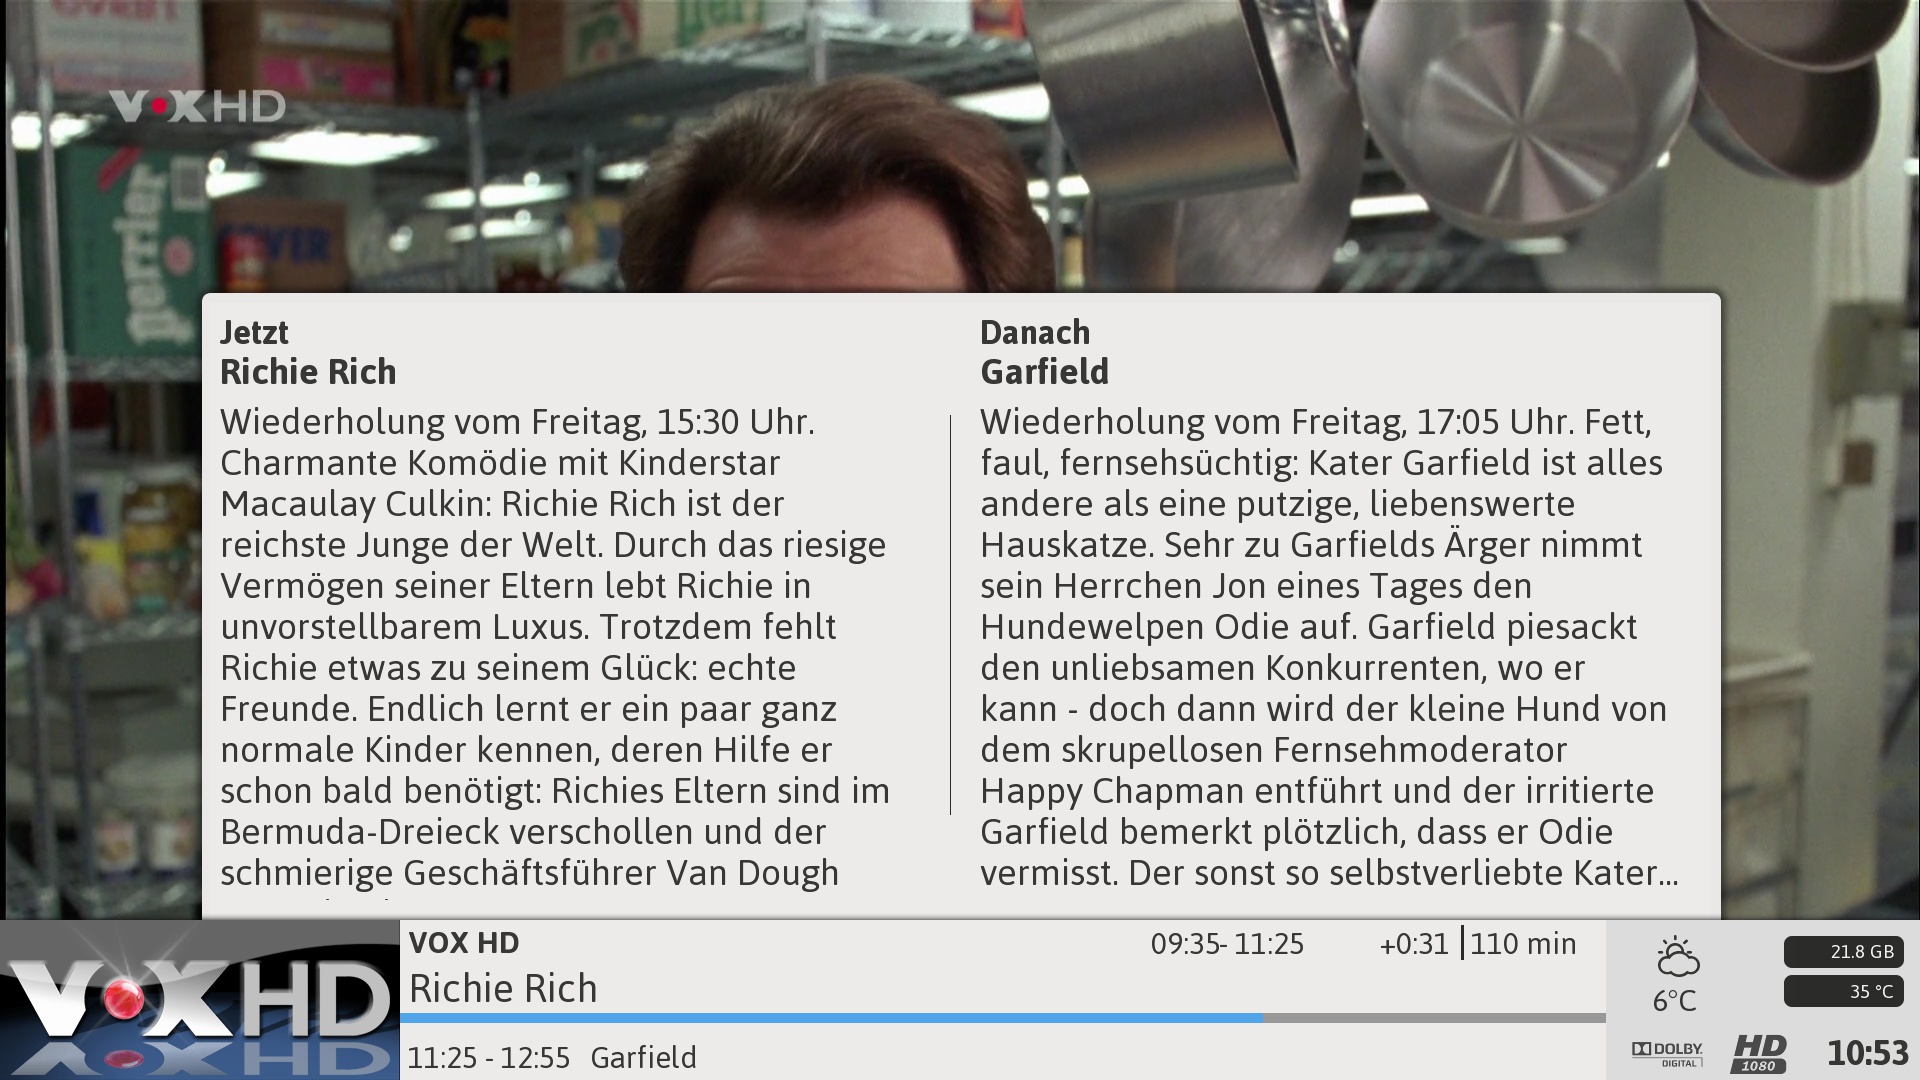 VOXHD
perrier
Jetzt
Richie Rich
Wiederholung vom Freitag, 15:30 Uhr.
Charmante Komödie mit Kinderstar
Macaulay Culkin: Richie Rich ist der
reichste Junge der Welt. Durch das riesige
Vermögen seiner Eltern lebt Richie in
unvorstellbarem Luxus. Trotzdem fehlt
Richie etwas zu seinem Glück: echte
Freunde. Endlich lernt er ein paar ganz
normale Kinder kennen, deren Hilfe er
schon bald benötigt: Richies Eltern sind im
Bermuda-Dreieck verschollen und der
schmierige Geschäftsführer Van Dough
Danach
Garfield
Wiederholung vom Freitag, 17:05 Uhr. Fett,
faul, fernsehsüchtig: Kater Garfield ist alles
andere als eine putzige, liebenswerte
Hauskatze. Sehr zu Garfields Ärger nimmt
sein Herrchen Jon eines Tages den
Hundewelpen Odie auf. Garfield piesackt
den unliebsamen Konkurrenten, wo er
kann - doch dann wird der kleine Hund von
dem skrupellosen Fernsehmoderator
Happy Chapman entführt und der irritierte
Garfield bemerkt plötzlich, dass er Odie
vermisst. Der sonst so selbstverliebte Kater...
VOXHD
VOX HD
09:35- 11:25 +0:31 |110 min
Richie Rich
11:25 - 12:55 Garfield
21.8 GB
6°C
35 °C
DOLBY
DIGITAL
HD
1080
10:53